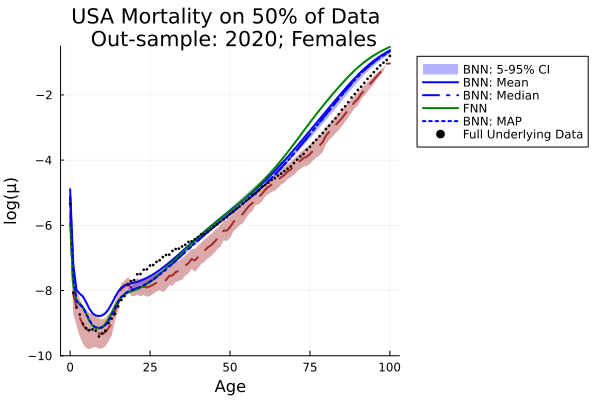 USA Mortality on 50% of Data
Out-sample: 2020; Females
BNN: 5-95% CI
BNN: Mean
BNN: Median
FNN
BNN: MAP
Full Underlying Data
log(μ)
−2
−4
−6
−8
−10
0
25
50
75
100
Age